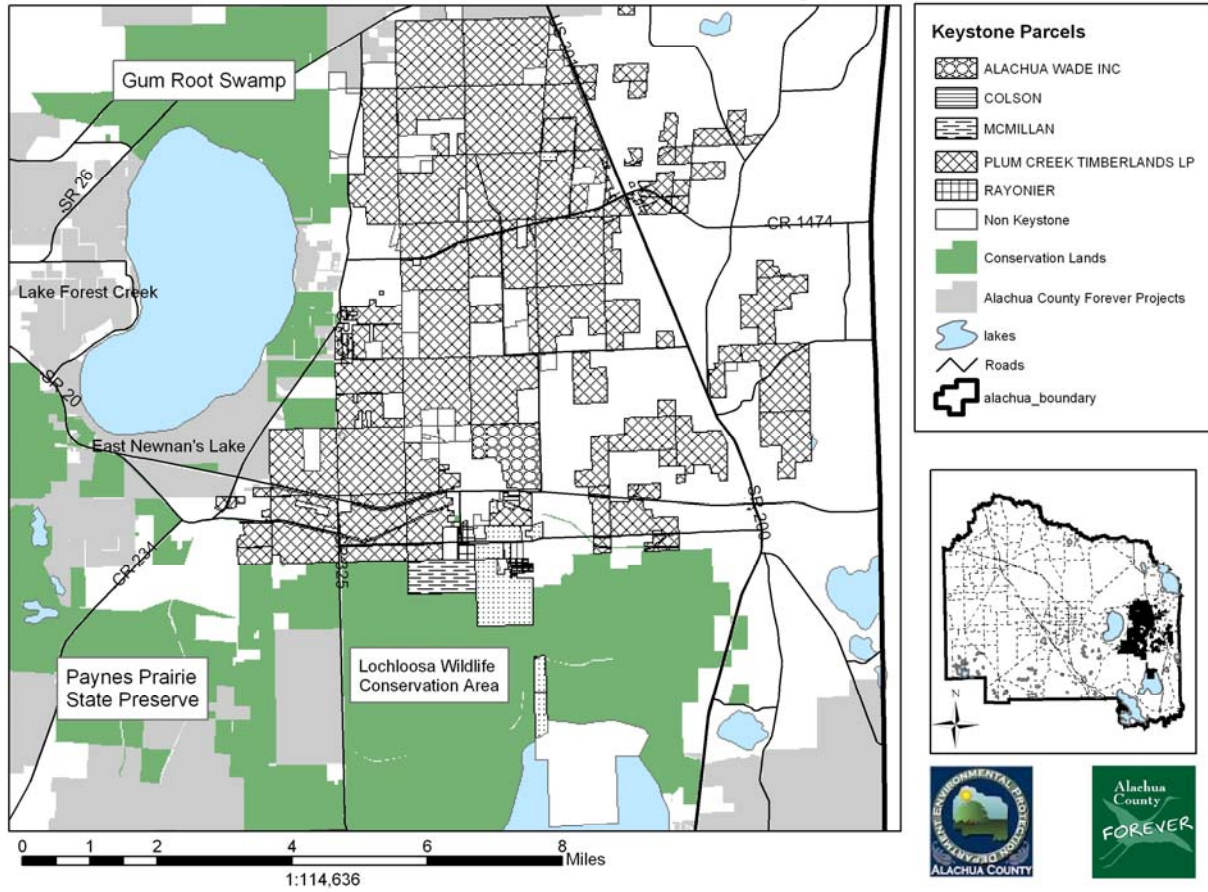 Gum Root Swamp
SR 26
US 301
CR 1474
Lake Forest Creek
SR 20
East Newnan's Lake
CR 234
325
SR 200
Paynes Prairie
State Preserve
Lochloosa Wildlife
Conservation Area
0 1 2 4 6 8 Miles
1:114,636
Keystone Parcels
ALACHUA WADE INC
COLSON
MCMILLAN
PLUM CREEK TIMBERLANDS LP
RAYONIER
Non Keystone
Conservation Lands
Alachua County Forever Projects
lakes
Roads
alachua_boundary
N
ENVIRONMENTAL PROTECTION DEPARTMENT
ALACHUA COUNTY
Alachua
County
FOREVER